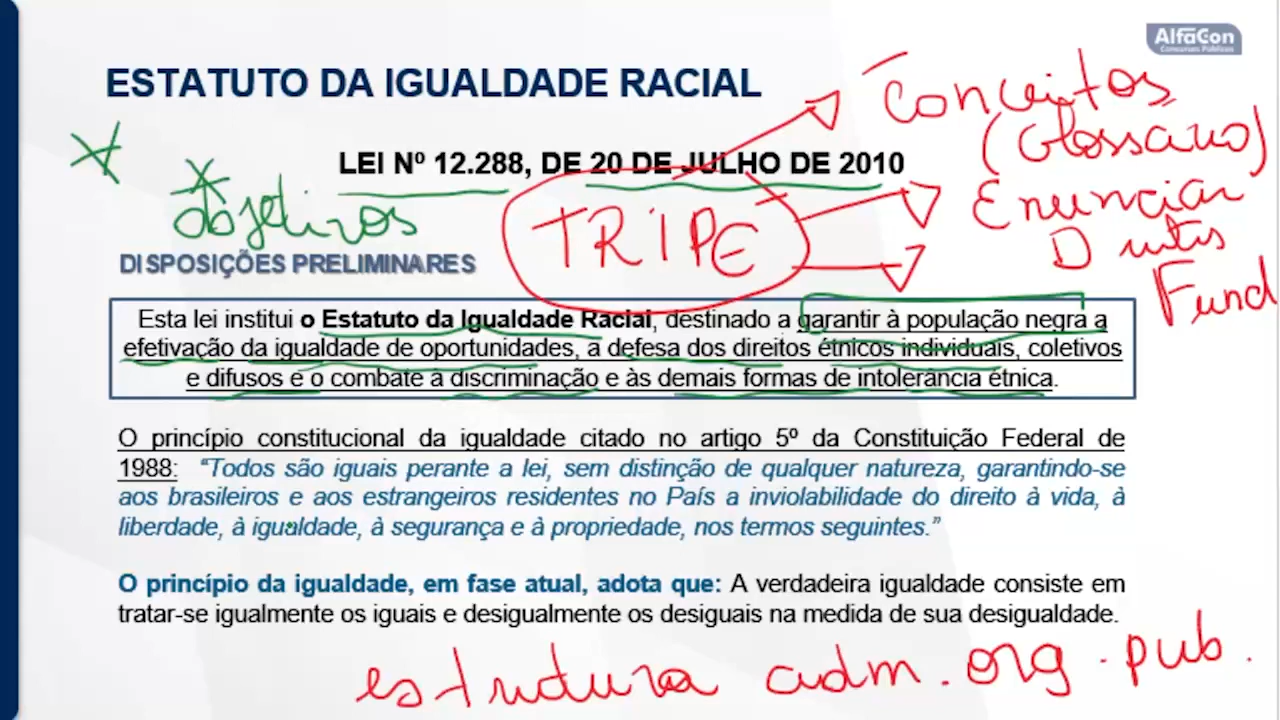 AlfaCon
Concursos Públicos
ESTATUTO DA IGUALDADE RACIAL
Conceitos
(Glossário)
LEI Nº 12.288, DE 20 DE JULHO DE 2010
objetivos
TRIPE
Enunciar
Dirtos
Fund
DISPOSIÇÕES PRELIMINARES
Esta lei institui o Estatuto da Igualdade Racial, destinado a garantir à população negra a
efetivação da igualdade de oportunidades, a defesa dos direitos étnicos individuais, coletivos
e difusos e o combate à discriminação e às demais formas de intolerância étnica.
O princípio constitucional da igualdade citado no artigo 5º da Constituição Federal de
1988: “Todos são iguais perante a lei, sem distinção de qualquer natureza, garantindo-se
aos brasileiros e aos estrangeiros residentes no País a inviolabilidade do direito à vida, à
liberdade, à igualdade, à segurança e à propriedade, nos termos seguintes.”
O princípio da igualdade, em fase atual, adota que: A verdadeira igualdade consiste em
tratar-se igualmente os iguais e desigualmente os desiguais na medida de sua desigualdade.
estrutura adm. org. pub.